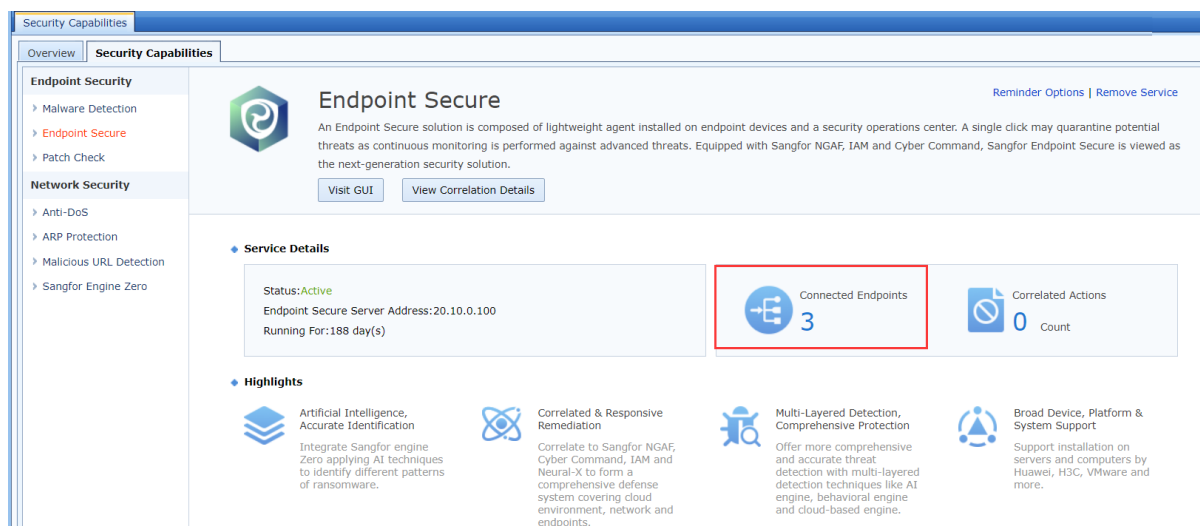 Security Capabilities
Overview
Security Capabilities
Endpoint Security
Malware Detection
Endpoint Secure
Patch Check
Network Security
Anti-DoS
ARP Protection
Malicious URL Detection
Sangfor Engine Zero
Endpoint Secure
Reminder Options | Remove Service
An Endpoint Secure solution is composed of lightweight agent installed on endpoint devices and a security operations center. A single click may quarantine potential
threats as continuous monitoring is performed against advanced threats. Equipped with Sangfor NGAF, IAM and Cyber Command, Sangfor Endpoint Secure is viewed as
the next-generation security solution.
Visit GUI
View Correlation Details
Service Details
Status:Active
Endpoint Secure Server Address:20.10.0.100
Running For:188 day(s)
Connected Endpoints
3
Correlated Actions
0 Count
Highlights
Artificial Intelligence,
Accurate Identification
Integrate Sangfor engine
Zero applying AI techniques
to identify different patterns
of ransomware.
Correlated & Responsive
Remediation
Correlate to Sangfor NGAF,
Cyber Command, IAM and
Neural-X to form a
comprehensive defense
system covering cloud
environment, network and
endpoints.
Multi-Layered Detection,
Comprehensive Protection
Offer more comprehensive
and accurate threat
detection with multi-layered
detection techniques like AI
engine, behavioral engine
and cloud-based engine.
Broad Device, Platform &
System Support
Support installation on
servers and computers by
Huawei, H3C, VMware and
more.